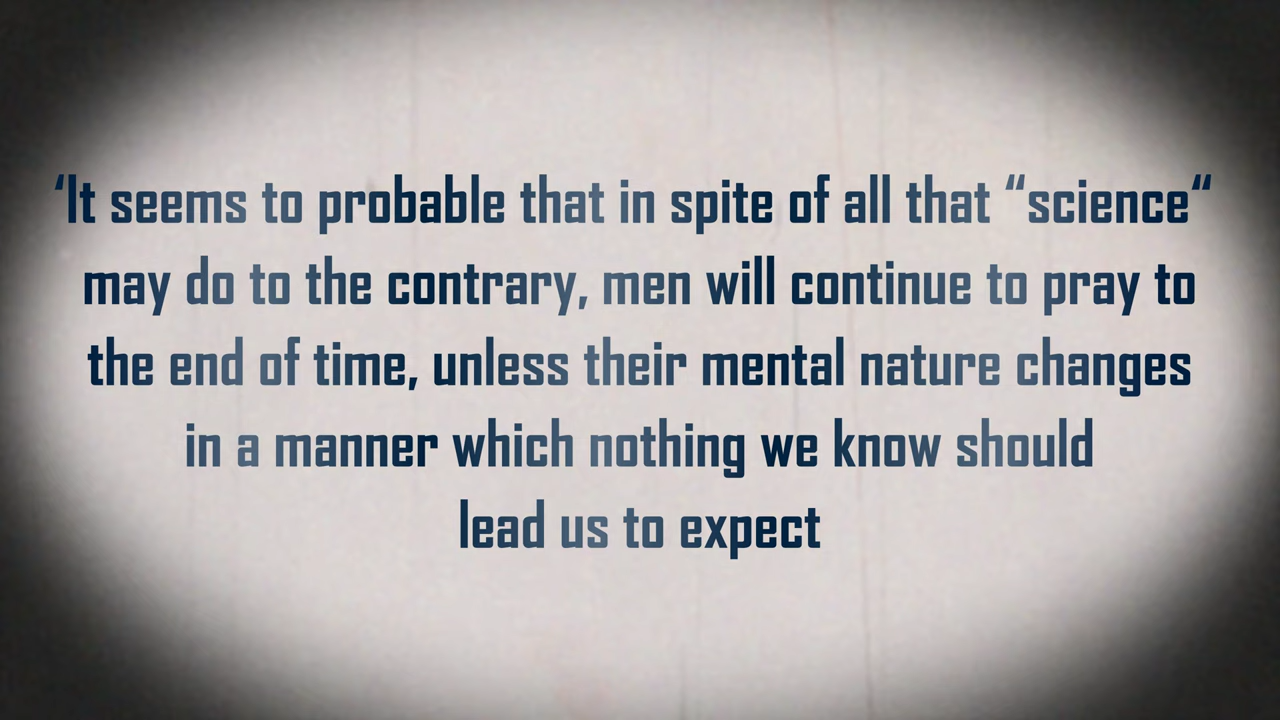 ‘It seems to probable that in spite of all that “science“
may do to the contrary, men will continue to pray to
the end of time, unless their mental nature changes
in a manner which nothing we know should
lead us to expect